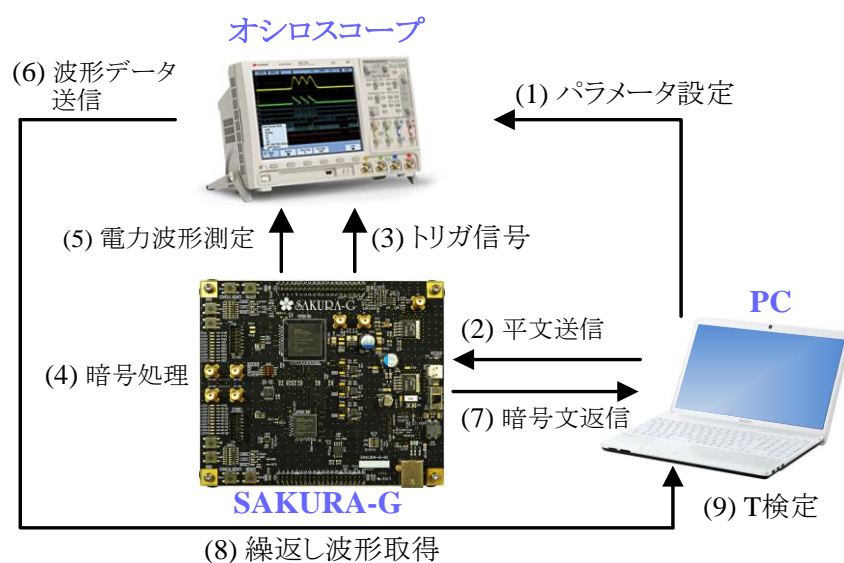 オシロスコープ
(6) 波形データ
送信
(1) パラメータ設定
(5) 電力波形測定
(3) トリガ信号
SAKURA-G
PC
(2) 平文送信
(4) 暗号処理
(7) 暗号文返信
SAKURA-G
(9) T検定
(8) 繰返し波形取得